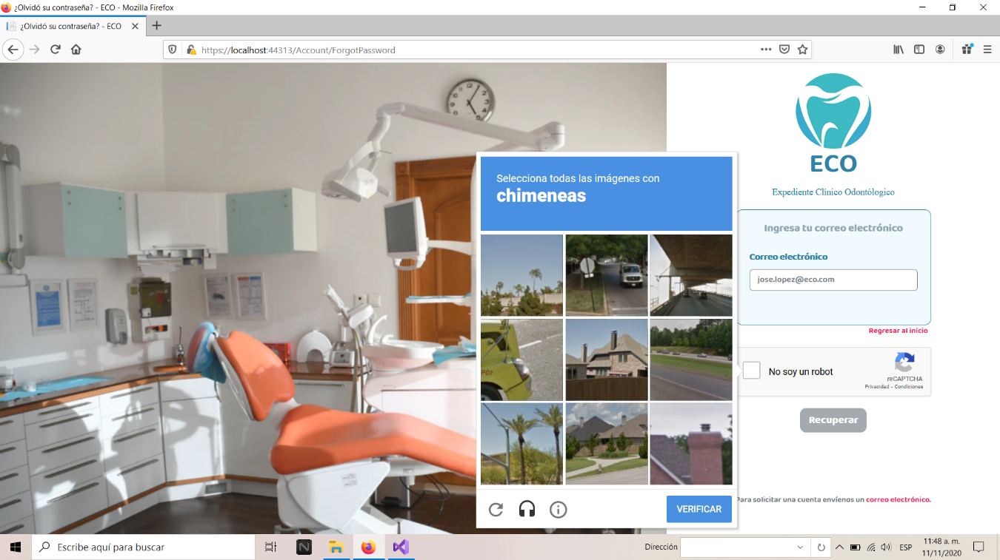 ¿Olvidó su contraseña? - ECO - Mozilla Firefox
¿Olvidó su contraseña? - ECO
https://localhost:44313/Account/ForgotPassword
ECO
Expediente Clínico Odontólogico
Ingresa tu correo electrónico
Correo electrónico
jose.lopez@eco.com
Regresar al inicio
Selecciona todas las imágenes con
chimeneas
No soy un robot
reCAPTCHA
Privacidad - Condiciones
Recuperar
VERIFICAR
Para solicitar una cuenta envíenos un correo electrónico.
Escribe aquí para buscar
Dirección
ESP
11:48 a. m.
11/11/2020